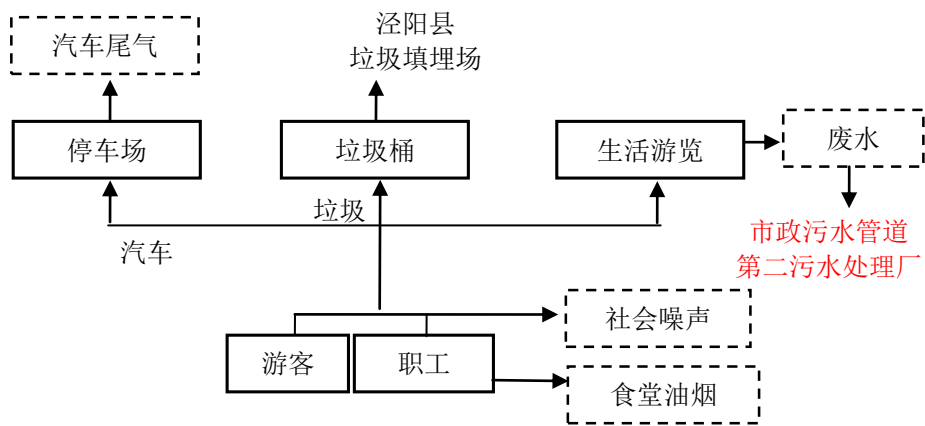 汽车尾气
泾阳县
垃圾填埋场
停车场
垃圾桶
生活游览
废水
垃圾
汽车
市政污水管道
第二污水处理厂
社会噪声
游客
职工
食堂油烟